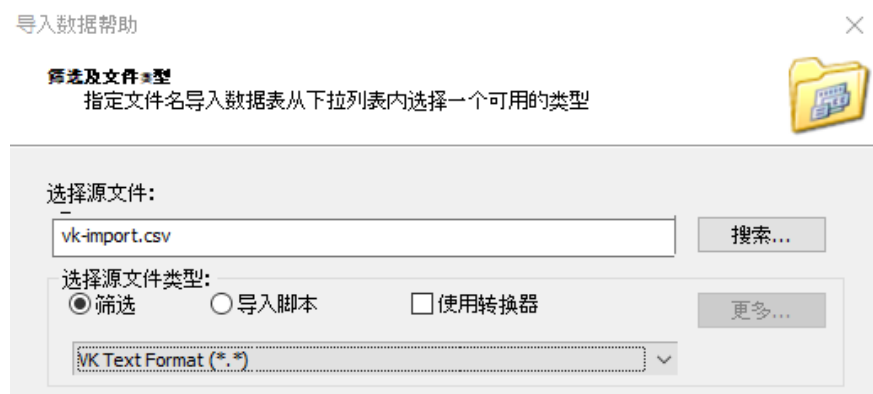 导入数据帮助
筛选及文件类型
指定文件名导入数据表从下拉列表内选择一个可用的类型
选择源文件:
vk-import.csv
搜索...
选择源文件类型:
筛选
导入脚本
使用转换器
更多...
VK Text Format (*.*)